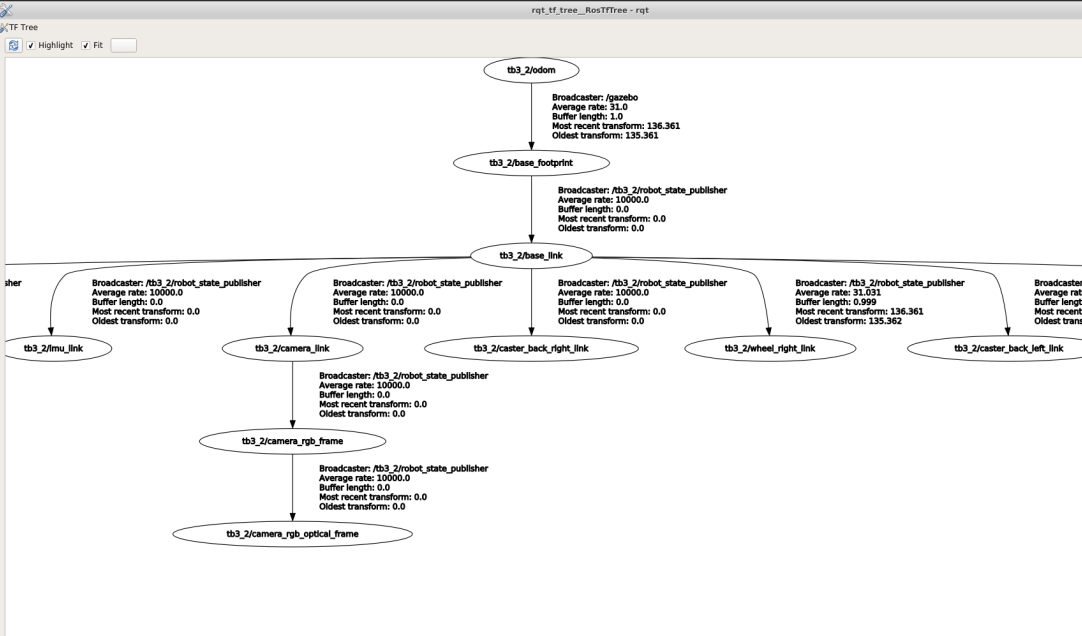 rqt_tf_tree__RosTfTree - rqt
TF Tree
Highlight Fit
tb3_2/odom
Broadcaster: /gazebo
Average rate: 31.0
Buffer length: 1.0
Most recent transform: 136.361
Oldest transform: 135.361
tb3_2/base_footprint
Broadcaster: /tb3_2/robot_state_publisher
Average rate: 10000.0
Buffer length: 0.0
Most recent transform: 0.0
Oldest transform: 0.0
tb3_2/base_link
sher
Broadcaster: /tb3_2/robot_state_publisher
Average rate: 10000.0
Buffer length: 0.0
Most recent transform: 0.0
Oldest transform: 0.0
Broadcaster: /tb3_2/robot_state_publisher
Average rate: 10000.0
Buffer length: 0.0
Most recent transform: 0.0
Oldest transform: 0.0
Broadcaster: /tb3_2/robot_state_publisher
Average rate: 10000.0
Buffer length: 0.0
Most recent transform: 0.0
Oldest transform: 0.0
Broadcaster: /tb3_2/robot_state_publisher
Average rate: 31.031
Buffer length: 0.999
Most recent transform: 136.361
Oldest transform: 135.362
Broadcaster
Average rat
Buffer lengt
Most recent
Oldest trans
tb3_2/imu_link
tb3_2/camera_link
tb3_2/caster_back_right_link
tb3_2/wheel_right_link
tb3_2/caster_back_left_link
Broadcaster: /tb3_2/robot_state_publisher
Average rate: 10000.0
Buffer length: 0.0
Most recent transform: 0.0
Oldest transform: 0.0
tb3_2/camera_rgb_frame
Broadcaster: /tb3_2/robot_state_publisher
Average rate: 10000.0
Buffer length: 0.0
Most recent transform: 0.0
Oldest transform: 0.0
tb3_2/camera_rgb_optical_frame